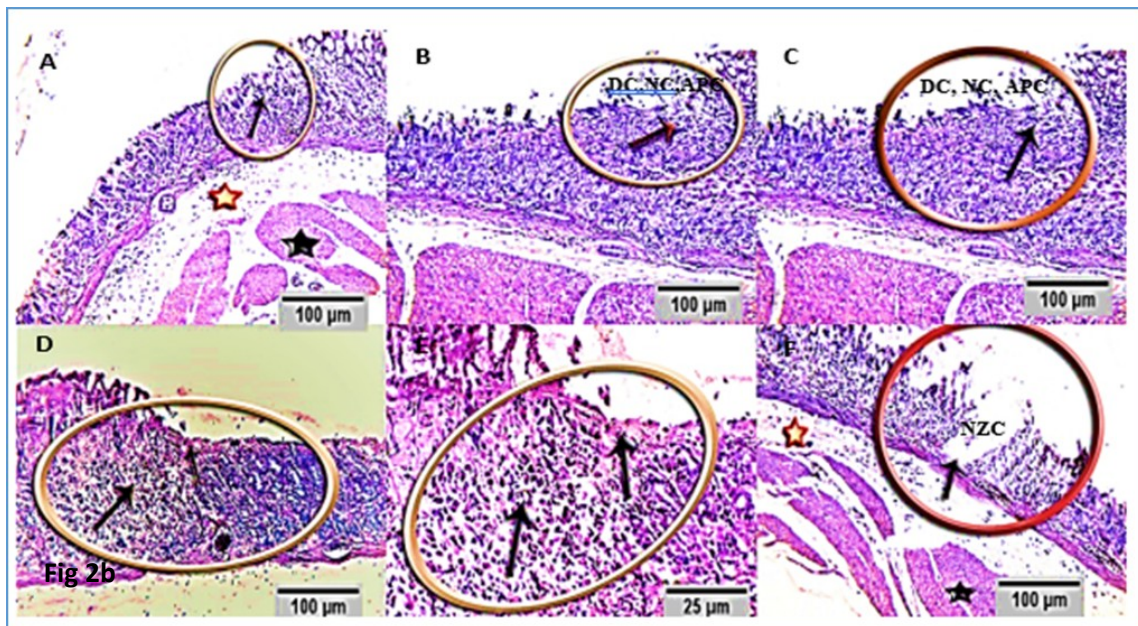 A
100 µm
B
DC, NC, APC
100 µm
C
DC, NC, APC
100 µm
D
Fig 2b
100 µm
E
25 µm
F
NZC
100 µm